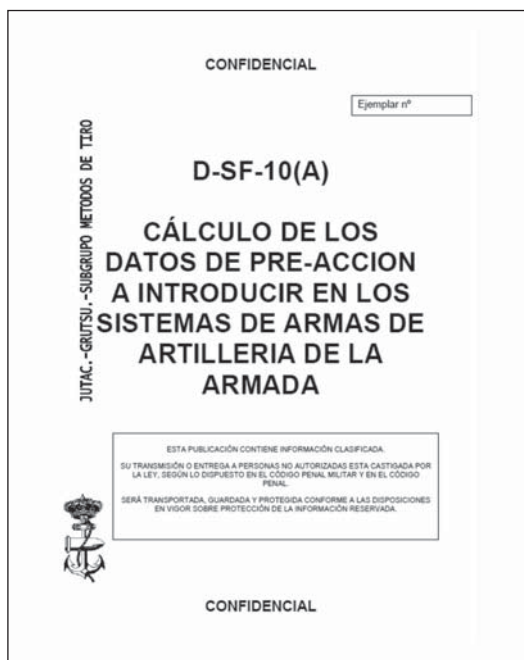 CONFIDENCIAL
Ejemplar nº
JUTAC.-GRUTSU.-SUBGRUPO METODOS DE TIRO
D-SF-10(A)
CÁLCULO DE LOS
DATOS DE PRE-ACCION
A INTRODUCIR EN LOS
SISTEMAS DE ARMAS DE
ARTILLERIA DE LA
ARMADA
ESTA PUBLICACIÓN CONTIENE INFORMACIÓN CLASIFICADA.
SU TRANSMISIÓN O ENTREGA A PERSONAS NO AUTORIZADAS ESTA CASTIGADA POR
LA LEY, SEGÚN LO DISPUESTO EN EL CÓDIGO PENAL MILITAR Y EN EL CÓDIGO
PENAL.
SERÁ TRANSPORTADA, GUARDADA Y PROTEGIDA CONFORME A LAS DISPOSICIONES
EN VIGOR SOBRE PROTECCIÓN DE LA INFORMACIÓN RESERVADA.
CONFIDENCIAL